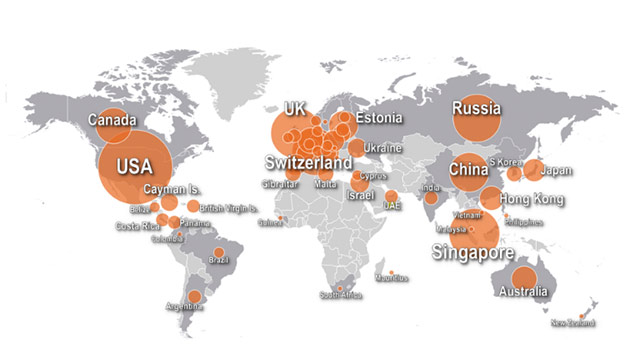 Canada
USA
Cayman Is.
Belize
British Virgin Is.
Costa Rica
Panama
Colombia
Brazil
Argentina
UK
Estonia
Switzerland
Ukraine
Gibraltar
Malta
Cyprus
Israel
UAE
Guinea
South Africa
Mauritius
Russia
China
S Korea
Japan
India
Hong Kong
Vietnam
Philippines
Malaysia
Singapore
Australia
New Zealand